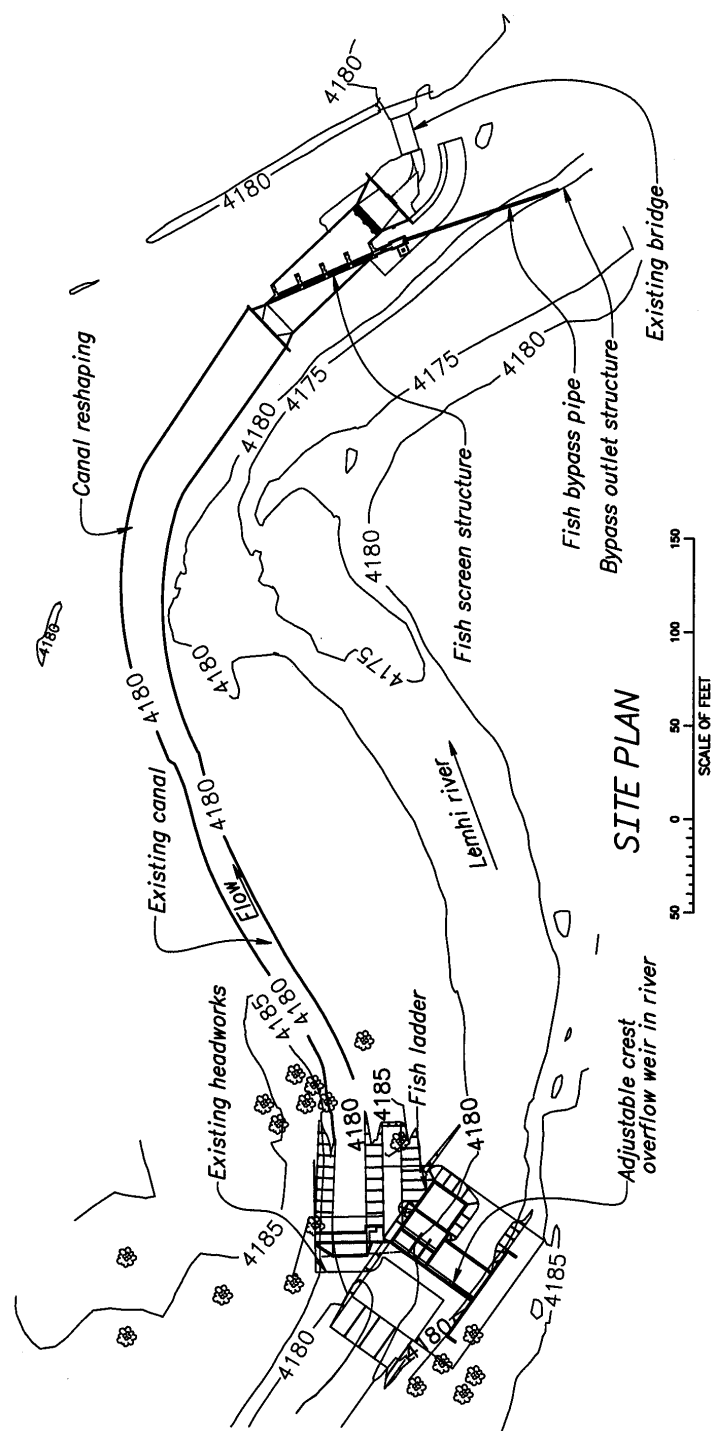 4180
4180
Existing bridge
Canal reshaping
4180
4175
4175
4180
Fish bypass pipe
Bypass outlet structure
Fish screen structure
4180
4180
4180
4180
4175
4180
Existing canal
Flow
Lemhi river
SITE PLAN
50 0 50 100 150
SCALE OF FEET
4180
4185
Existing headworks
Fish ladder
4180
4185
4180
Adjustable crest
overflow weir in river
4185
4180
4180
4185